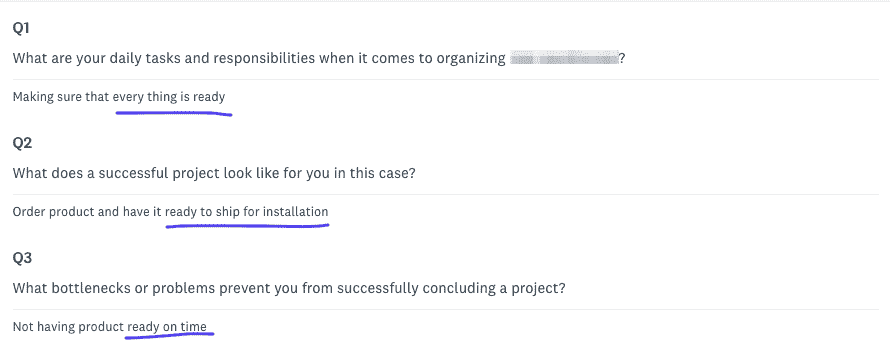 Q1
What are your daily tasks and responsibilities when it comes to organizing ?
Making sure that every thing is ready
Q2
What does a successful project look like for you in this case?
Order product and have it ready to ship for installation
Q3
What bottlenecks or problems prevent you from successfully concluding a project?
Not having product ready on time